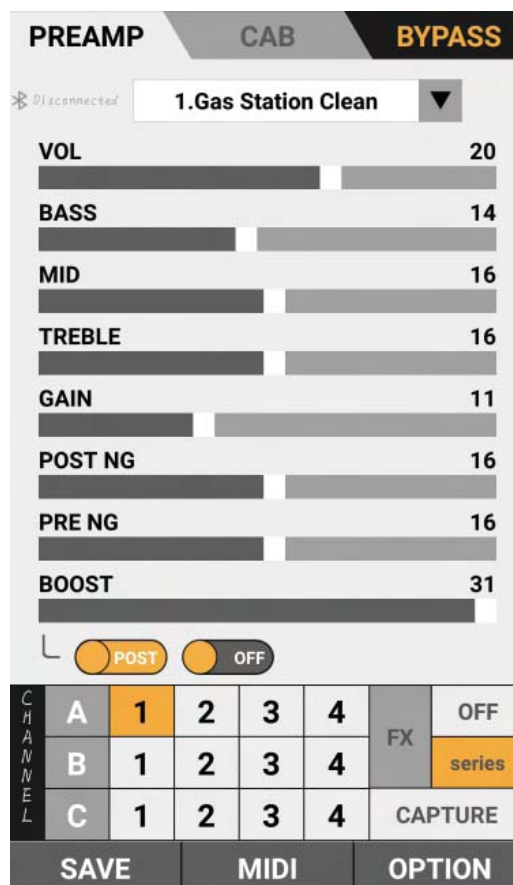 PREAMP CAB BYPASS
Disconnected 1.Gas Station Clean
VOL 20
BASS 14
MID 16
TREBLE 16
GAIN 11
POST NG 16
PRE NG 16
BOOST 31
POST OFF
CHANNEL
A 1 2 3 4 FX OFF
B 1 2 3 4 series
C 1 2 3 4 CAPTURE
SAVE MIDI OPTION